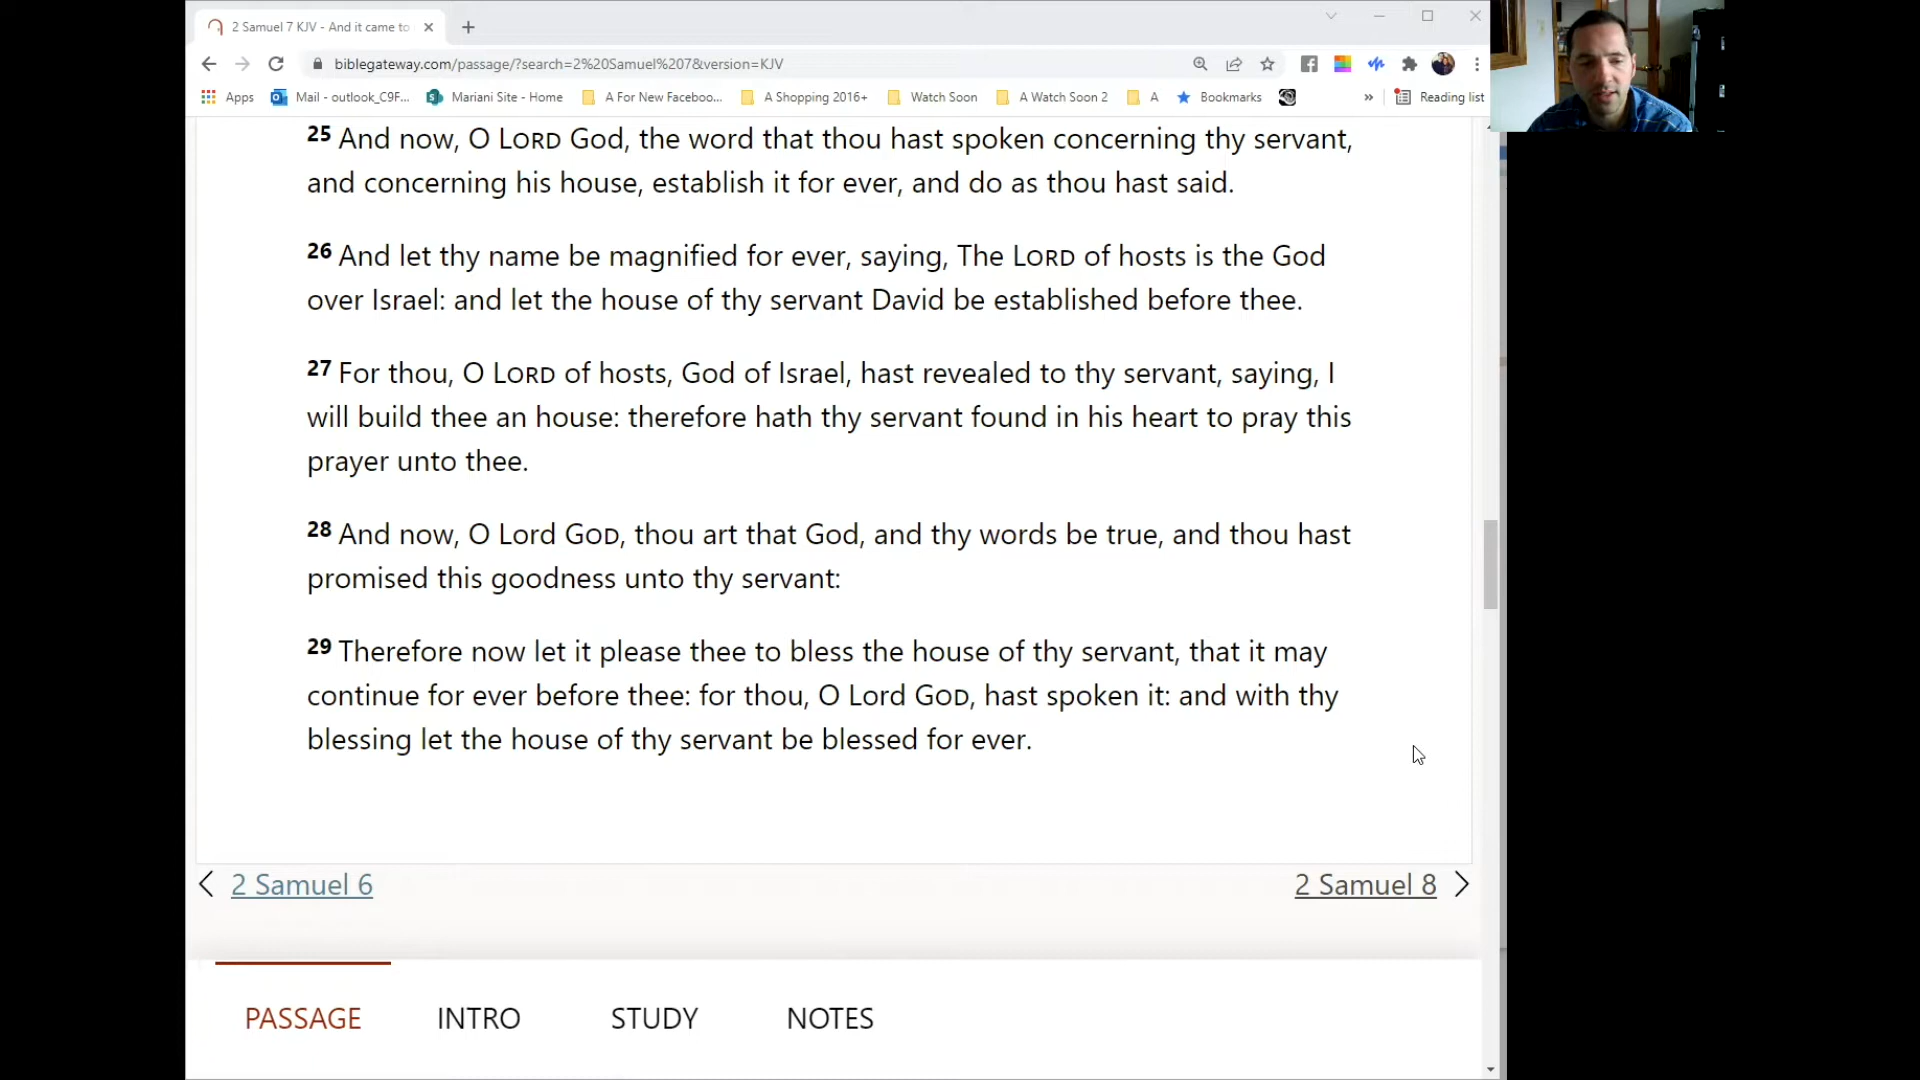 2 Samuel 7 KJV - And it came to
biblegateway.com/passage/?search=2%20Samuel%207&version=KJV
Apps Mail - outlook_C9F... Mariani Site - Home A For New Faceboo... A Shopping 2016+ Watch Soon A Watch Soon 2 A Bookmarks » Reading list
25 And now, O LORD God, the word that thou hast spoken concerning thy servant,
and concerning his house, establish it for ever, and do as thou hast said.
26 And let thy name be magnified for ever, saying, The LORD of hosts is the God
over Israel: and let the house of thy servant David be established before thee.
27 For thou, O LORD of hosts, God of Israel, hast revealed to thy servant, saying, I
will build thee an house: therefore hath thy servant found in his heart to pray this
prayer unto thee.
28 And now, O Lord GOD, thou art that God, and thy words be true, and thou hast
promised this goodness unto thy servant:
29 Therefore now let it please thee to bless the house of thy servant, that it may
continue for ever before thee: for thou, O Lord GOD, hast spoken it: and with thy
blessing let the house of thy servant be blessed for ever.
2 Samuel 6 2 Samuel 8
PASSAGE INTRO STUDY NOTES